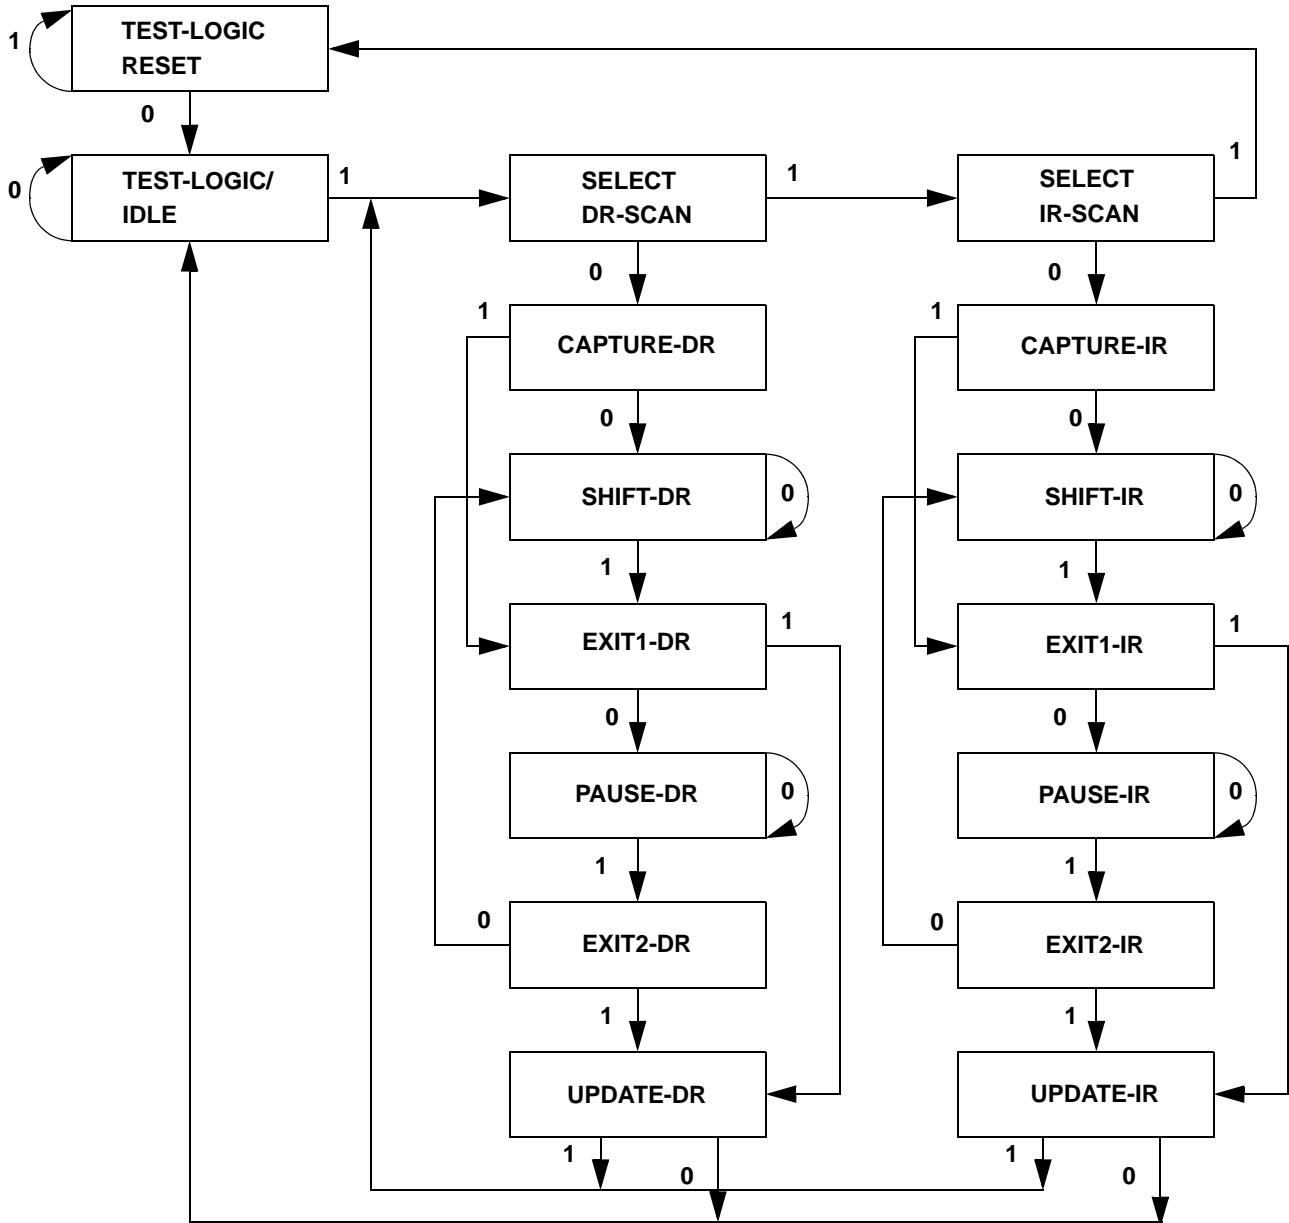 1
TEST-LOGIC
RESET
0
0
TEST-LOGIC/
IDLE
1
SELECT
DR-SCAN
1
SELECT
IR-SCAN
1
0
0
1
CAPTURE-DR
1
CAPTURE-IR
0
0
SHIFT-DR
0
SHIFT-IR
0
1
1
EXIT1-DR
1
EXIT1-IR
1
0
0
PAUSE-DR
0
PAUSE-IR
0
1
1
0
EXIT2-DR
0
EXIT2-IR
1
1
UPDATE-DR
UPDATE-IR
1
0
1
0